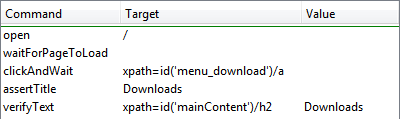 Command Target Value
open /
waitForPageToLoad
clickAndWait xpath=id('menu_download')/a
assertTitle Downloads
verifyText xpath=id('mainContent')/h2 Downloads